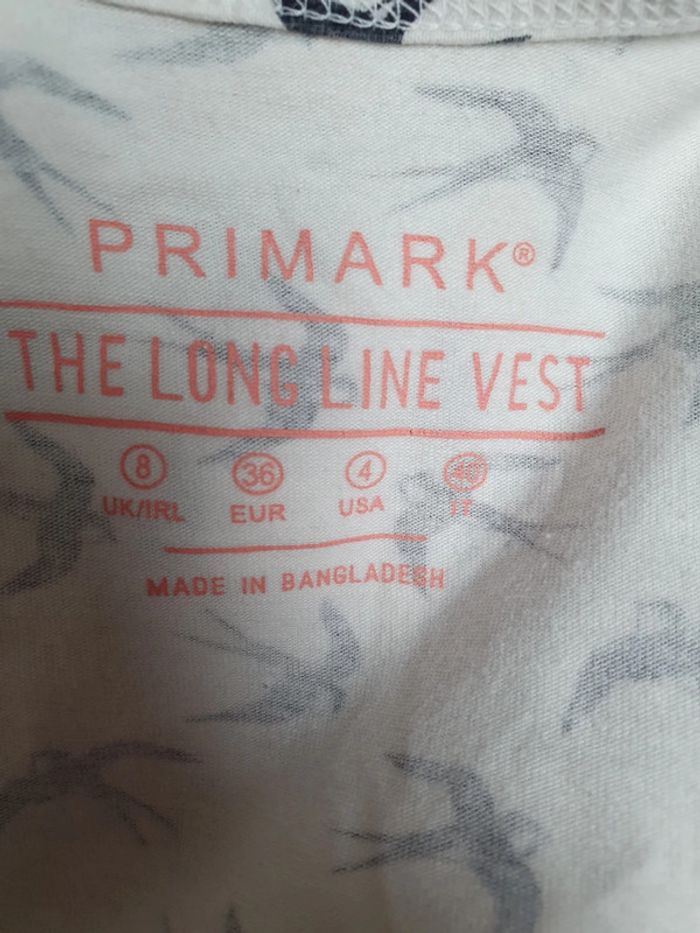 PRIMARK®
THE LONG LINE VEST
8 36 4 40
UK/IRL EUR USA IT
MADE IN BANGLADESH